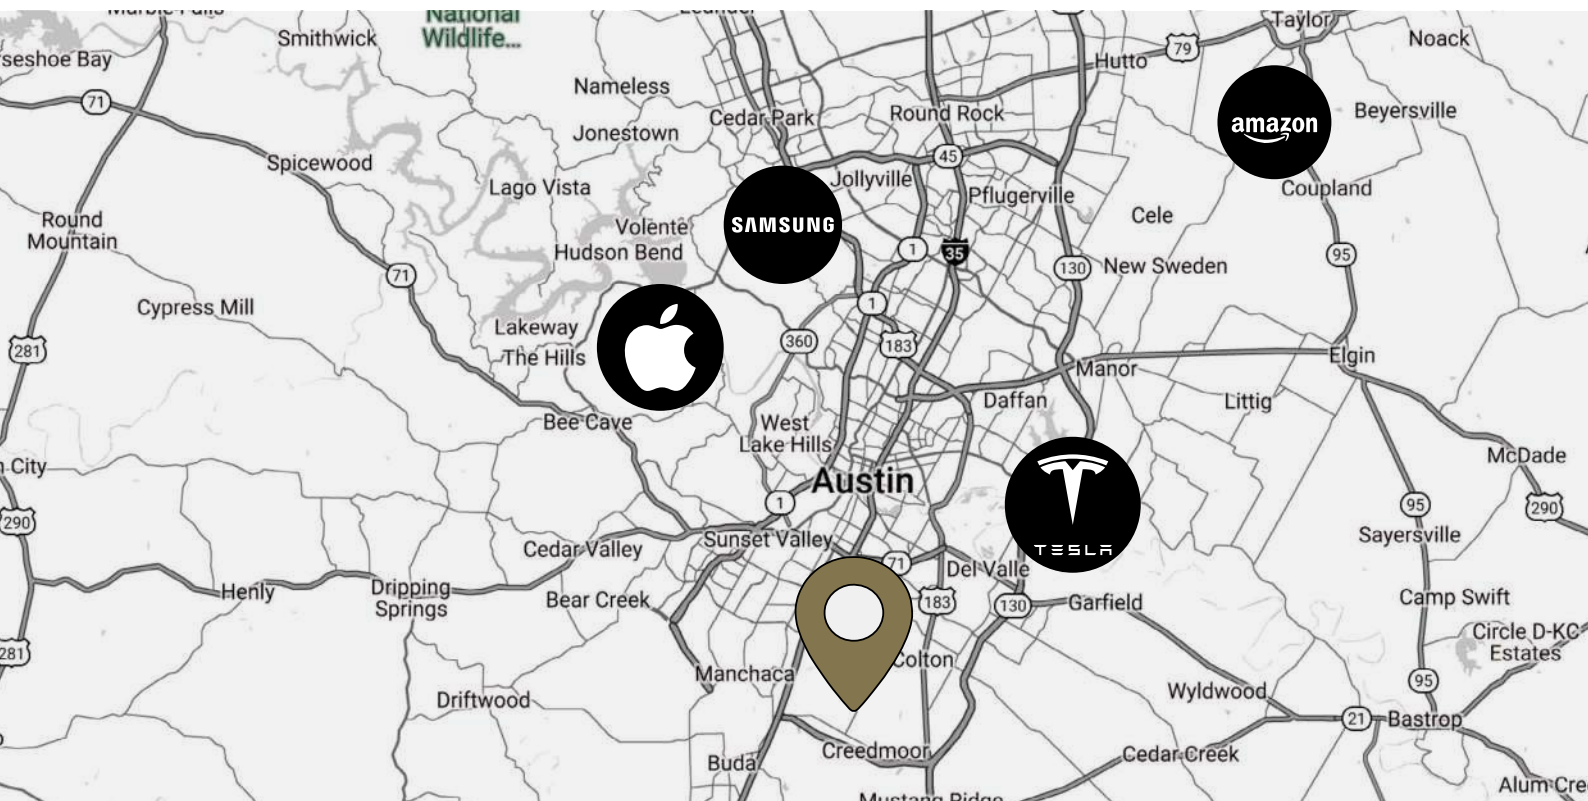 National
Wildlife...
Smithwick
seshoe Bay
Nameless
Jonestown
71
Spicewood
Lago Vista
Volente
Hudson Bend
Round
Mountain
71
Cypress Mill
Lakeway
The Hills
281
Bee Cave
Cedar Park
Round Rock
45
Jollyville
Pflugerville
SAMSUNG
1
35
1
360
183
130
Hutto
79
Taylor
Noack
amazon
Beyersville
Coupland
Cele
New Sweden
95
Manor
Elgin
Daffan
Littig
West
Lake Hills
Austin
1
TESLA
McDade
95
290
Sayersville
City
290
Cedar Valley
Sunset Valley
71
Del Valle
Henly
Dripping
Springs
Bear Creek
183
130
Garfield
Camp Swift
Circle D-KC
Estates
281
Manchaca
Colton
Driftwood
Wyldwood
95
21
Bastrop
Buda
Creedmoor
Cedar Creek
Alum Cre
Mustang Ridge